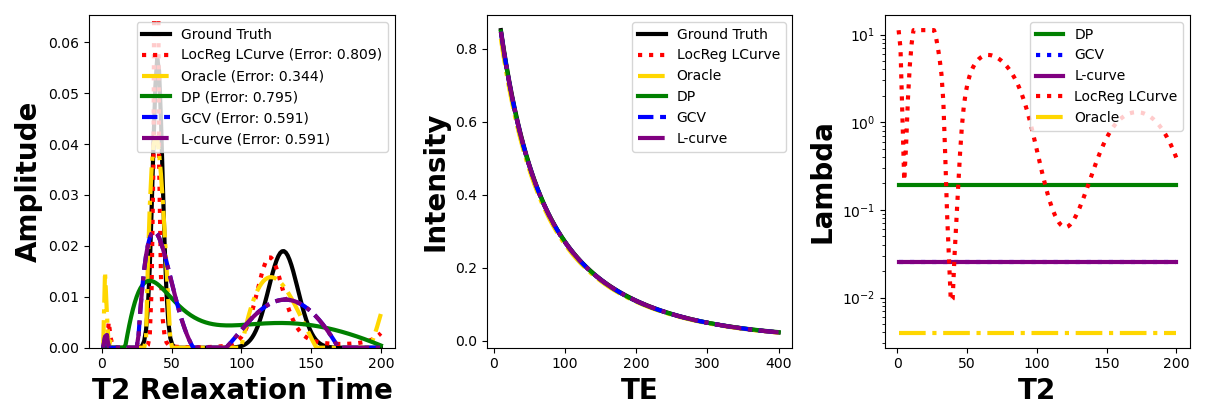 Amplitude
0.06
0.05
0.04
0.03
0.02
0.01
0.00
0
50
100
150
200
T2 Relaxation Time
Ground Truth
LocReg LCurve (Error: 0.809)
Oracle (Error: 0.344)
DP (Error: 0.795)
GCV (Error: 0.591)
L-curve (Error: 0.591)
Intensity
0.8
0.6
0.4
0.2
0.0
0
100
200
300
400
TE
Ground Truth
LocReg LCurve
Oracle
DP
GCV
L-curve
Lambda
10¹
10⁰
10⁻¹
10⁻²
0
50
100
150
200
T2
DP
GCV
L-curve
LocReg LCurve
Oracle